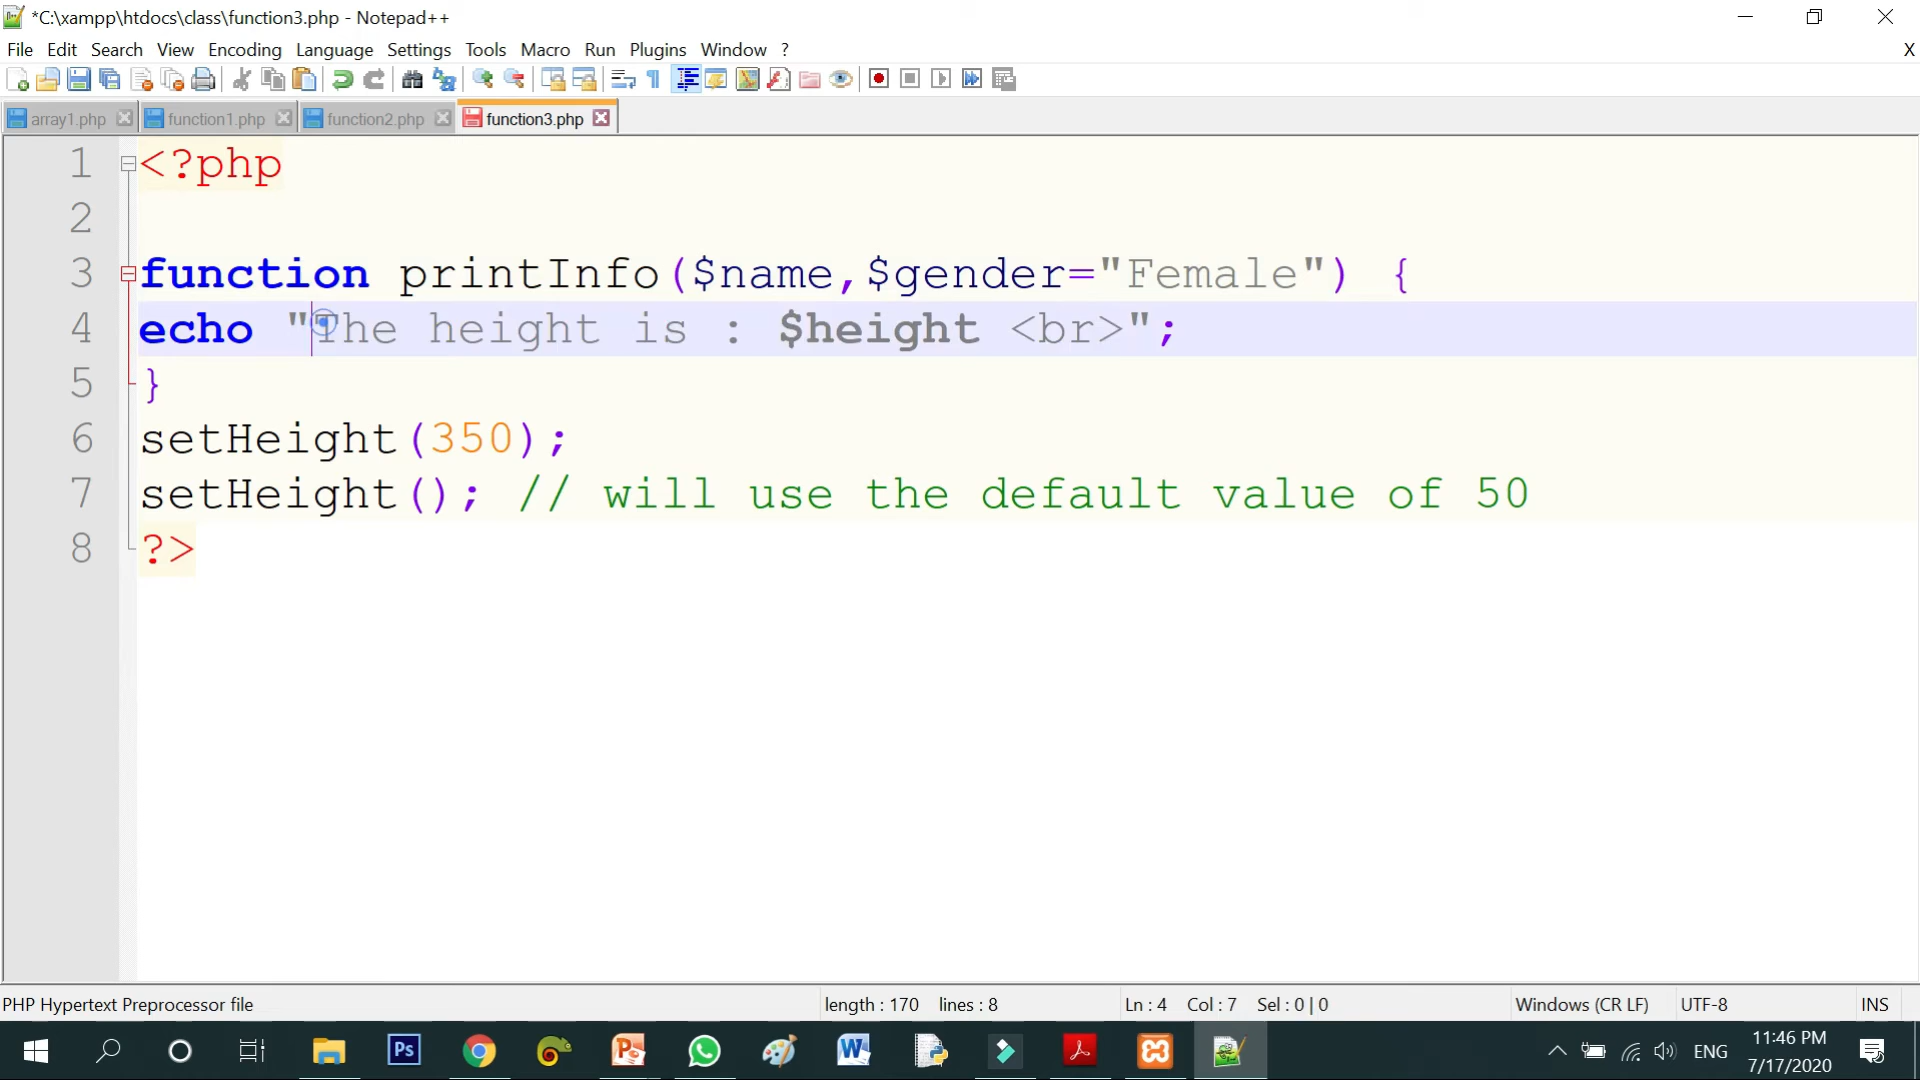 *C:\xampp\htdocs\class\function3.php - Notepad++
File Edit Search View Encoding Language Settings Tools Macro Run Plugins Window ? X
array1.php function1.php function2.php function3.php
1 <?php
2
3 function printInfo($name,$gender="Female") {
4 echo "The height is : $height <br>";
5 }
6 setHeight(350);
7 setHeight(); // will use the default value of 50
8 ?>
PHP Hypertext Preprocessor file length : 170 lines : 8 Ln : 4 Col : 7 Sel : 0 | 0 Windows (CR LF) UTF-8 INS
Ps ENG 11:46 PM
7/17/2020